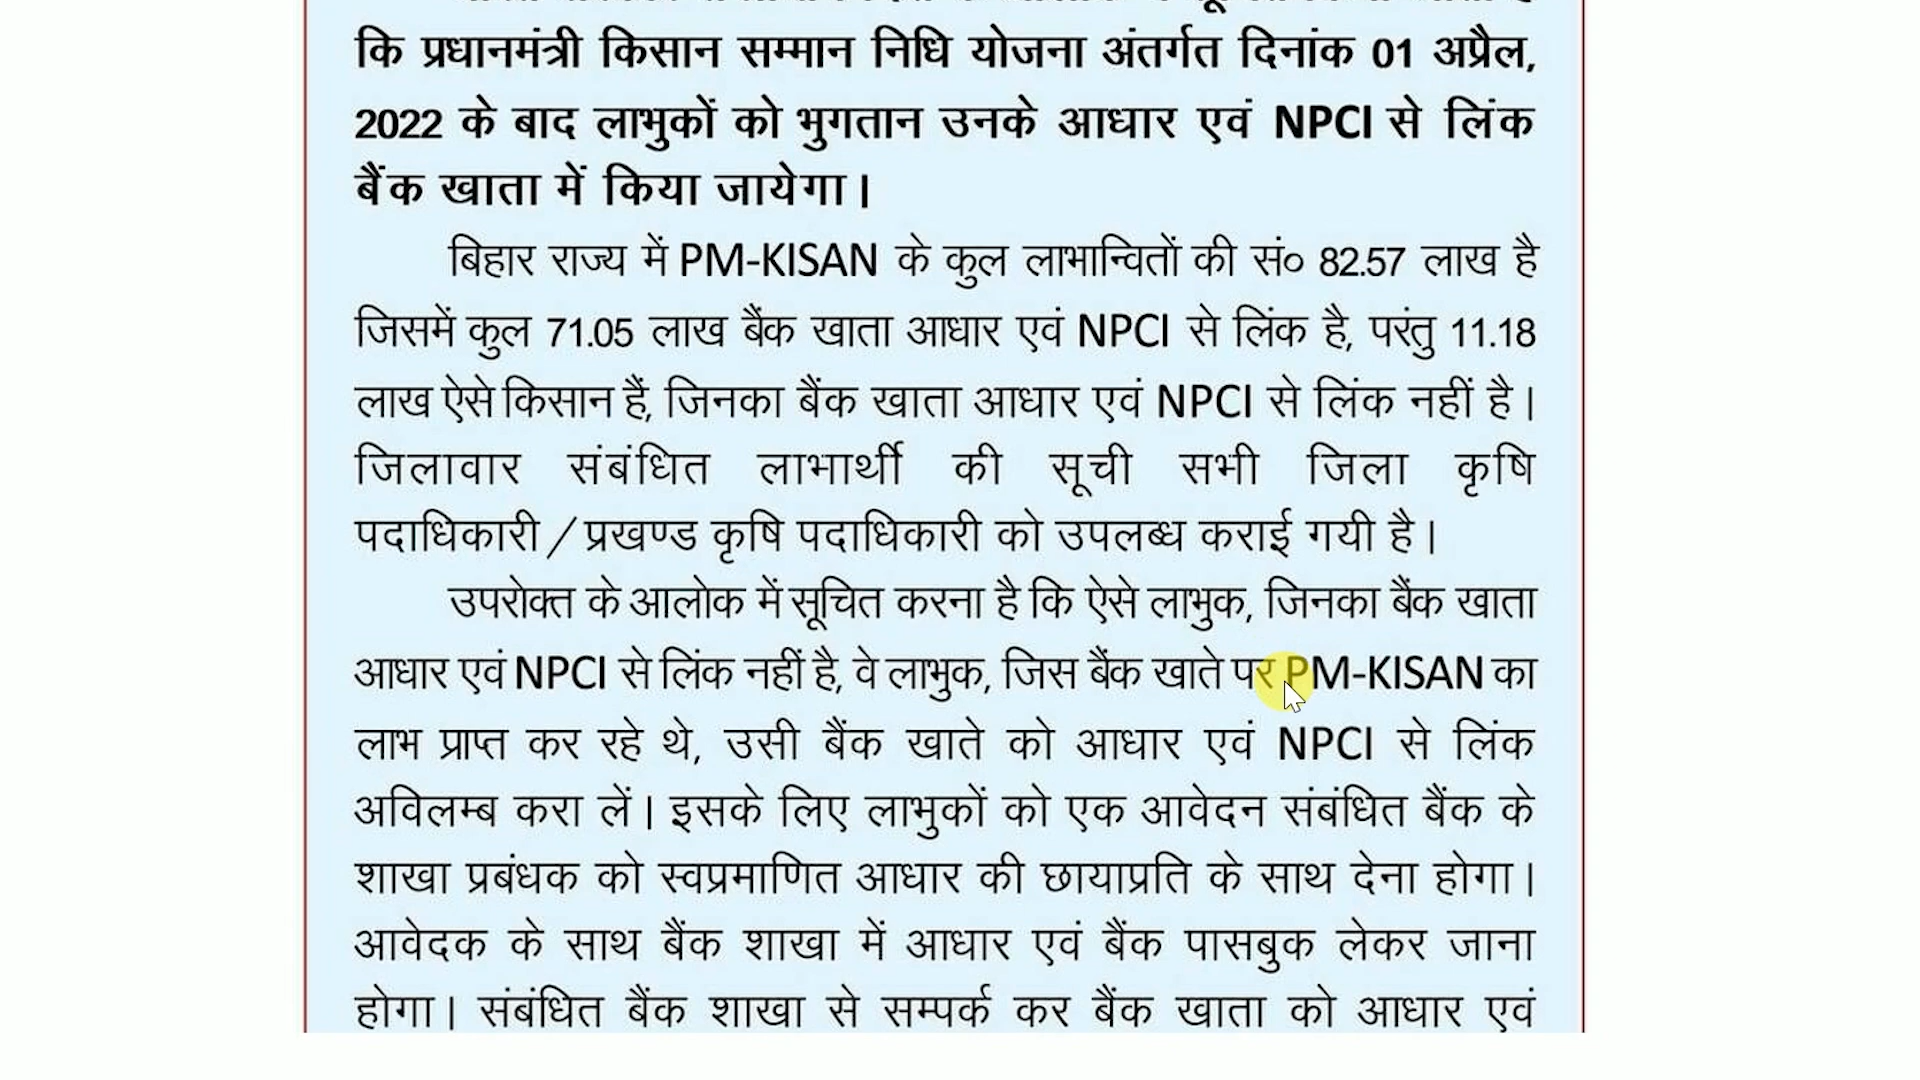 कि प्रधानमंत्री किसान सम्मान निधि योजना अंतर्गत दिनांक 01 अप्रैल,
2022 के बाद लाभुकों को भुगतान उनके आधार एवं NPCI से लिंक
बैंक खाता में किया जायेगा।
बिहार राज्य में PM-KISAN के कुल लाभान्वितों की सं० 82.57 लाख है
जिसमें कुल 71.05 लाख बैंक खाता आधार एवं NPCI से लिंक है, परंतु 11.18
लाख ऐसे किसान हैं, जिनका बैंक खाता आधार एवं NPCI से लिंक नहीं है।
जिलावार संबंधित लाभार्थी की सूची सभी जिला कृषि
पदाधिकारी/प्रखण्ड कृषि पदाधिकारी को उपलब्ध कराई गयी है।
उपरोक्त के आलोक में सूचित करना है कि ऐसे लाभुक, जिनका बैंक खाता
आधार एवं NPCI से लिंक नहीं है, वे लाभुक, जिस बैंक खाते पर PM-KISAN का
लाभ प्राप्त कर रहे थे, उसी बैंक खाते को आधार एवं NPCI से लिंक
अविलम्ब करा लें। इसके लिए लाभुकों को एक आवेदन संबंधित बैंक के
शाखा प्रबंधक को स्वप्रमाणित आधार की छायाप्रति के साथ देना होगा।
आवेदक के साथ बैंक शाखा में आधार एवं बैंक पासबुक लेकर जाना
होगा। संबंधित बैंक शाखा से सम्पर्क कर बैंक खाता को आधार एवं